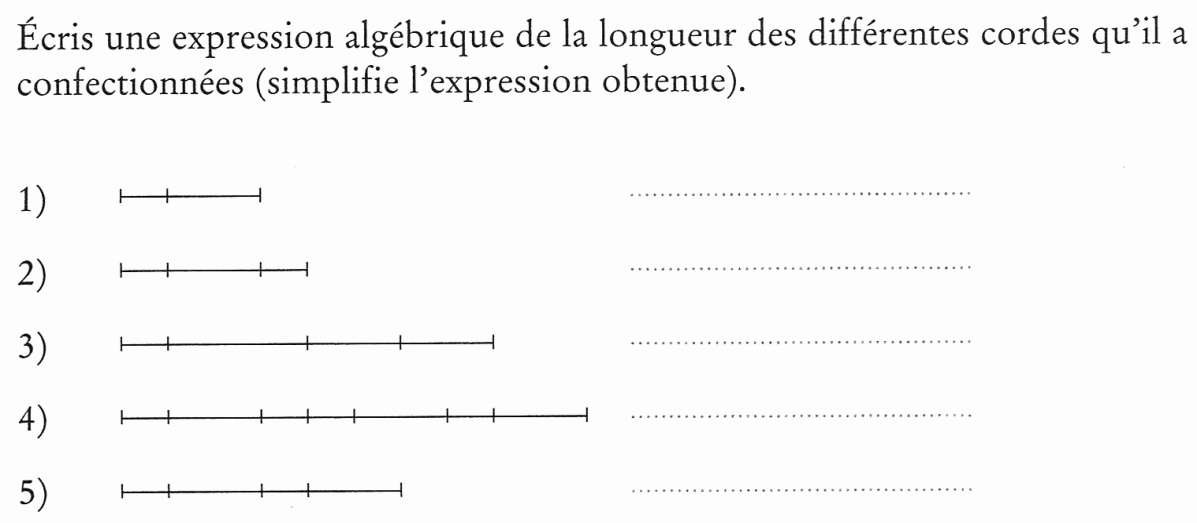 Écris une expression algébrique de la longueur des différentes cordes qu'il a
confectionnées (simplifie l'expression obtenue).
1)
2)
3)
4)
5)